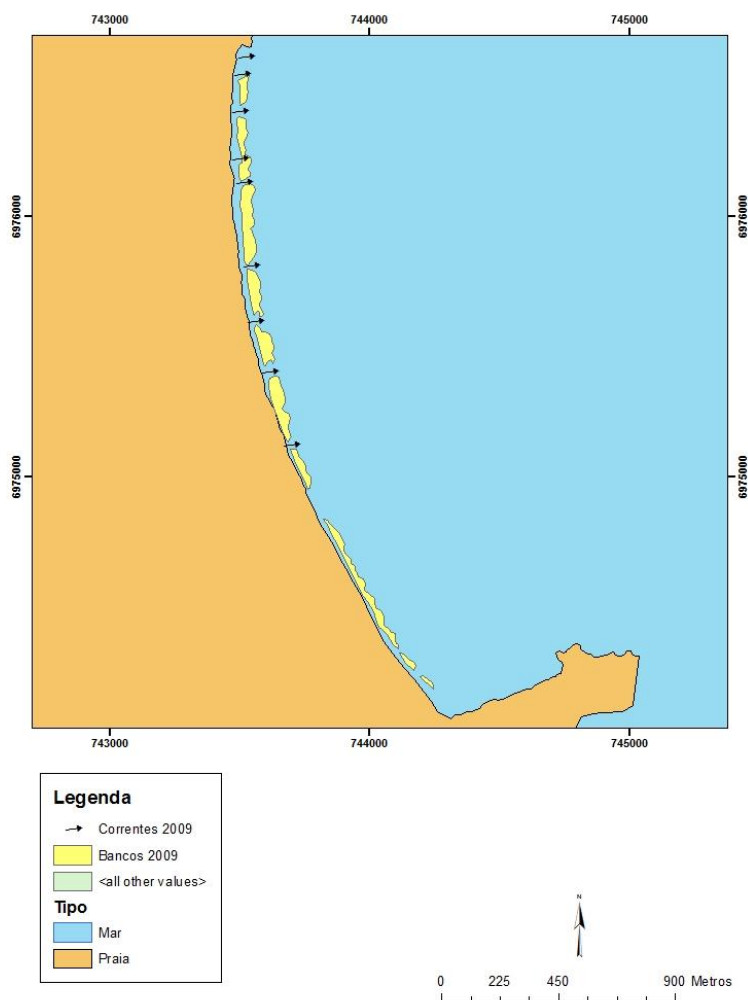 743000 744000 745000
6976000 6976000
6975000 6975000
743000 744000 745000
Legenda
Correntes 2009
Bancos 2009
<all other values>
Tipo
Mar
Praia
N
0 225 450 900 Metros